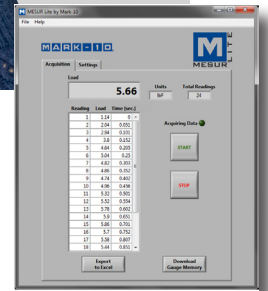 MESUR Lite by Mark-10
File Help
MARK-10
MESUR LITE
Acquisition Settings
Load
5.66
Units
lbF
Total Readings
24
Reading Load Time (sec.)
1 1.14 0
2 2.04 0.051
3 2.94 0.101
4 3.8 0.152
5 4.84 0.205
6 5.04 0.25
7 4.82 0.303
8 4.86 0.352
9 4.74 0.402
10 4.96 0.456
11 5.32 0.501
12 5.52 0.554
13 5.78 0.602
14 5.9 0.651
15 5.86 0.701
16 5.7 0.752
17 5.58 0.807
18 5.44 0.851
Acquiring Data
START
STOP
Export
to Excel
Download
Gauge Memory